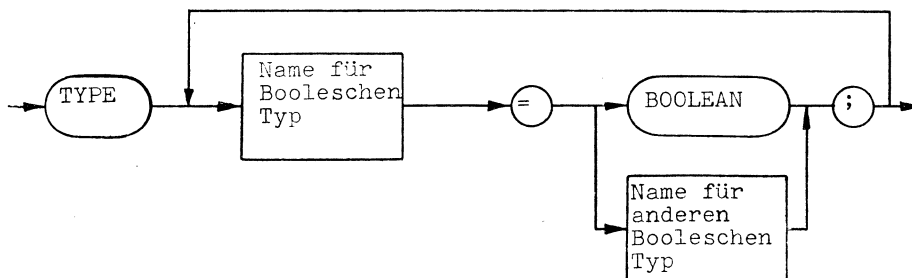 TYPE
Name für
Booleschen
Typ
=
BOOLEAN
;
Name für
anderen
Booleschen
Typ